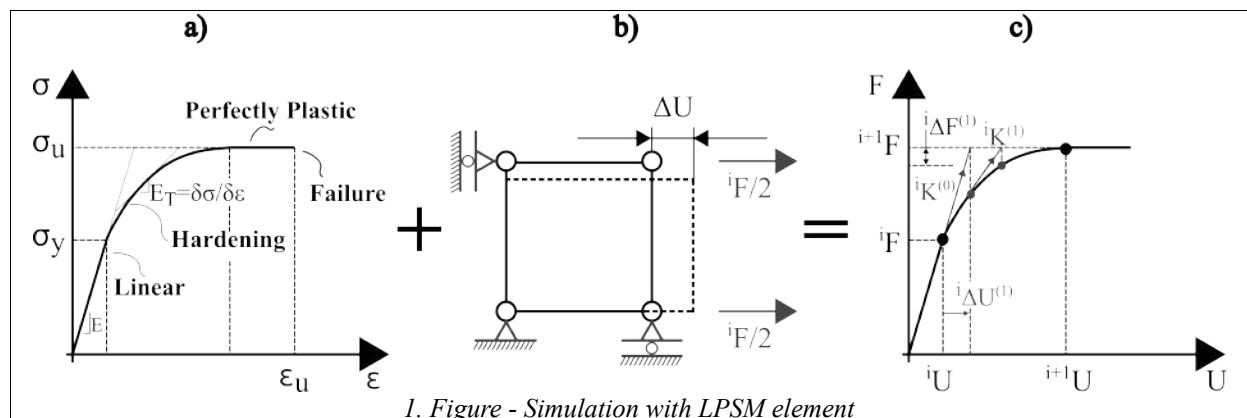 a)
σ
σu
σy
E
Linear
Hardening
ET=δσ/δε
Perfectly Plastic
Failure
εu
ε
+
b)
ΔU
iF/2
iF/2
=
c)
F
i+1F
iΔF(1)
iK(1)
iK(0)
iF
iΔU(1)
iU
i+1U
U
1. Figure - Simulation with LPSM element